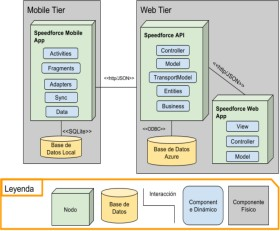 Mobile Tier
Web Tier
Speedforce Mobile
App
Activities
Fragments
Adapters
Sync
Data
<<SQLite>>
Base de
Datos Local
<<http/JSON>>
Speedforce API
Controller
Model
TransportModel
Entities
Business
<<ODBC>>
Base de Datos
Azure
<<http/JSON>>
Speedforce Web
App
View
Controller
Model
Leyenda
Nodo
Base de
Datos
Interacción
Component
e Dinámico
Componente
Físico